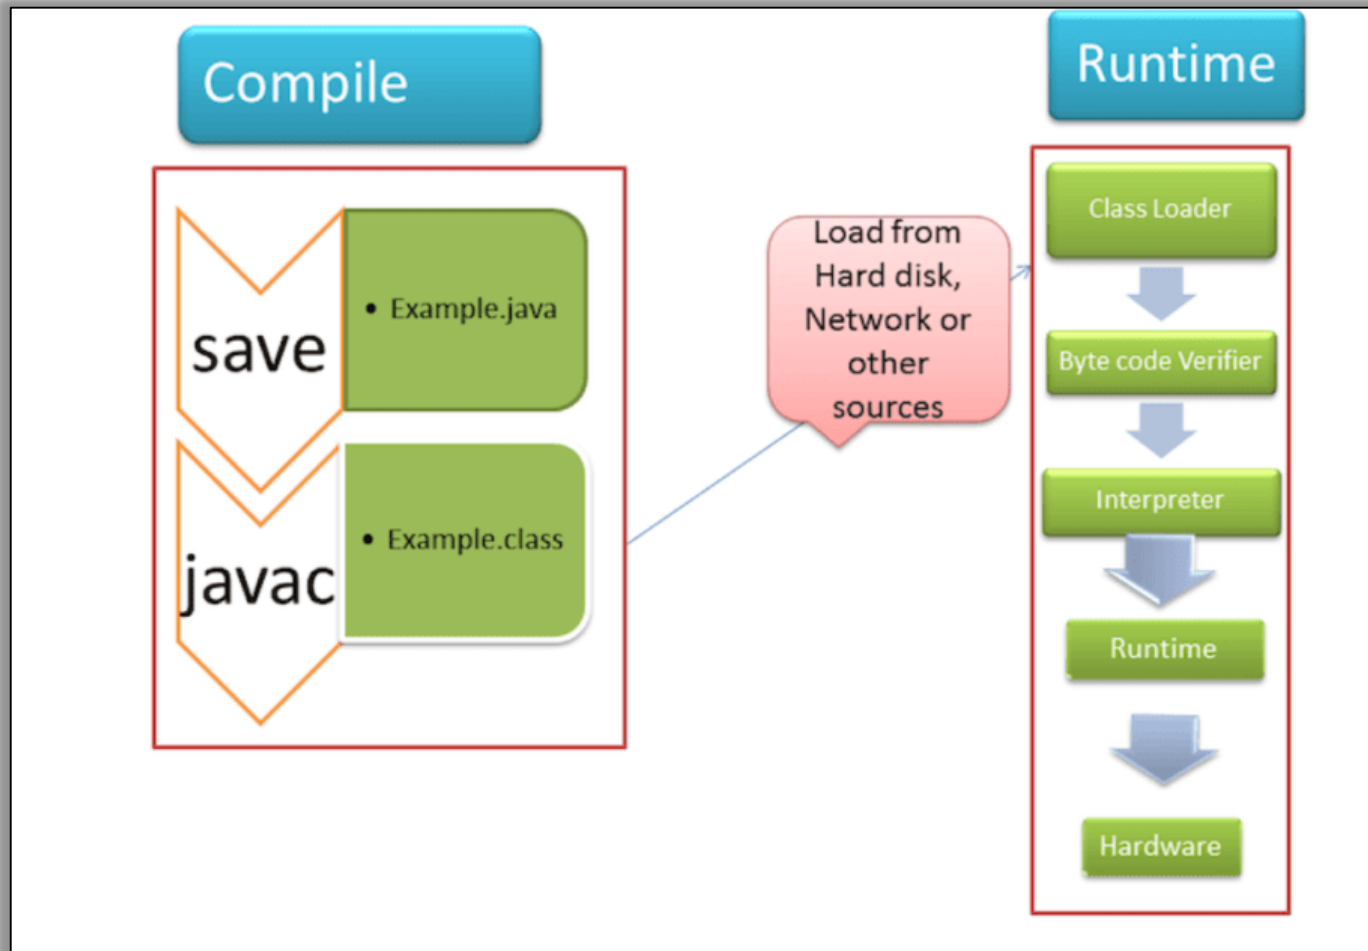 Compile
save
• Example.java
javac
• Example.class
Load from
Hard disk,
Network or
other
sources
Runtime
Class Loader
Byte code Verifier
Interpreter
Runtime
Hardware